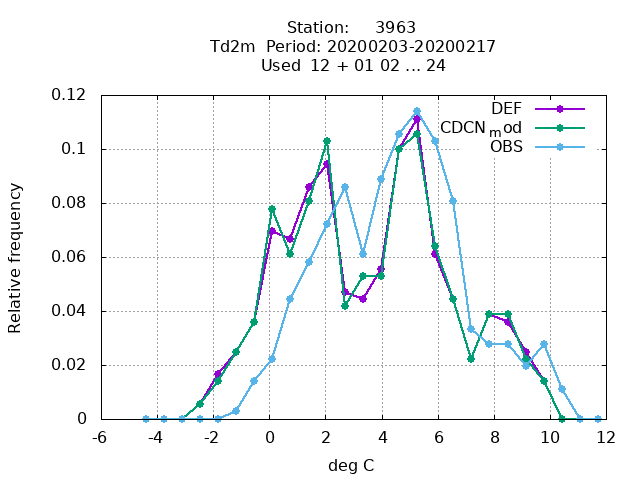 Station:     3963
Td2m  Period: 20200203-20200217
Used  12 + 01 02 ... 24
0.12
0.1
0.08
0.06
0.04
0.02
0
-6 -4 -2 0 2 4 6 8 10 12
Relative frequency
deg C
DEF
CDCN_mod
OBS